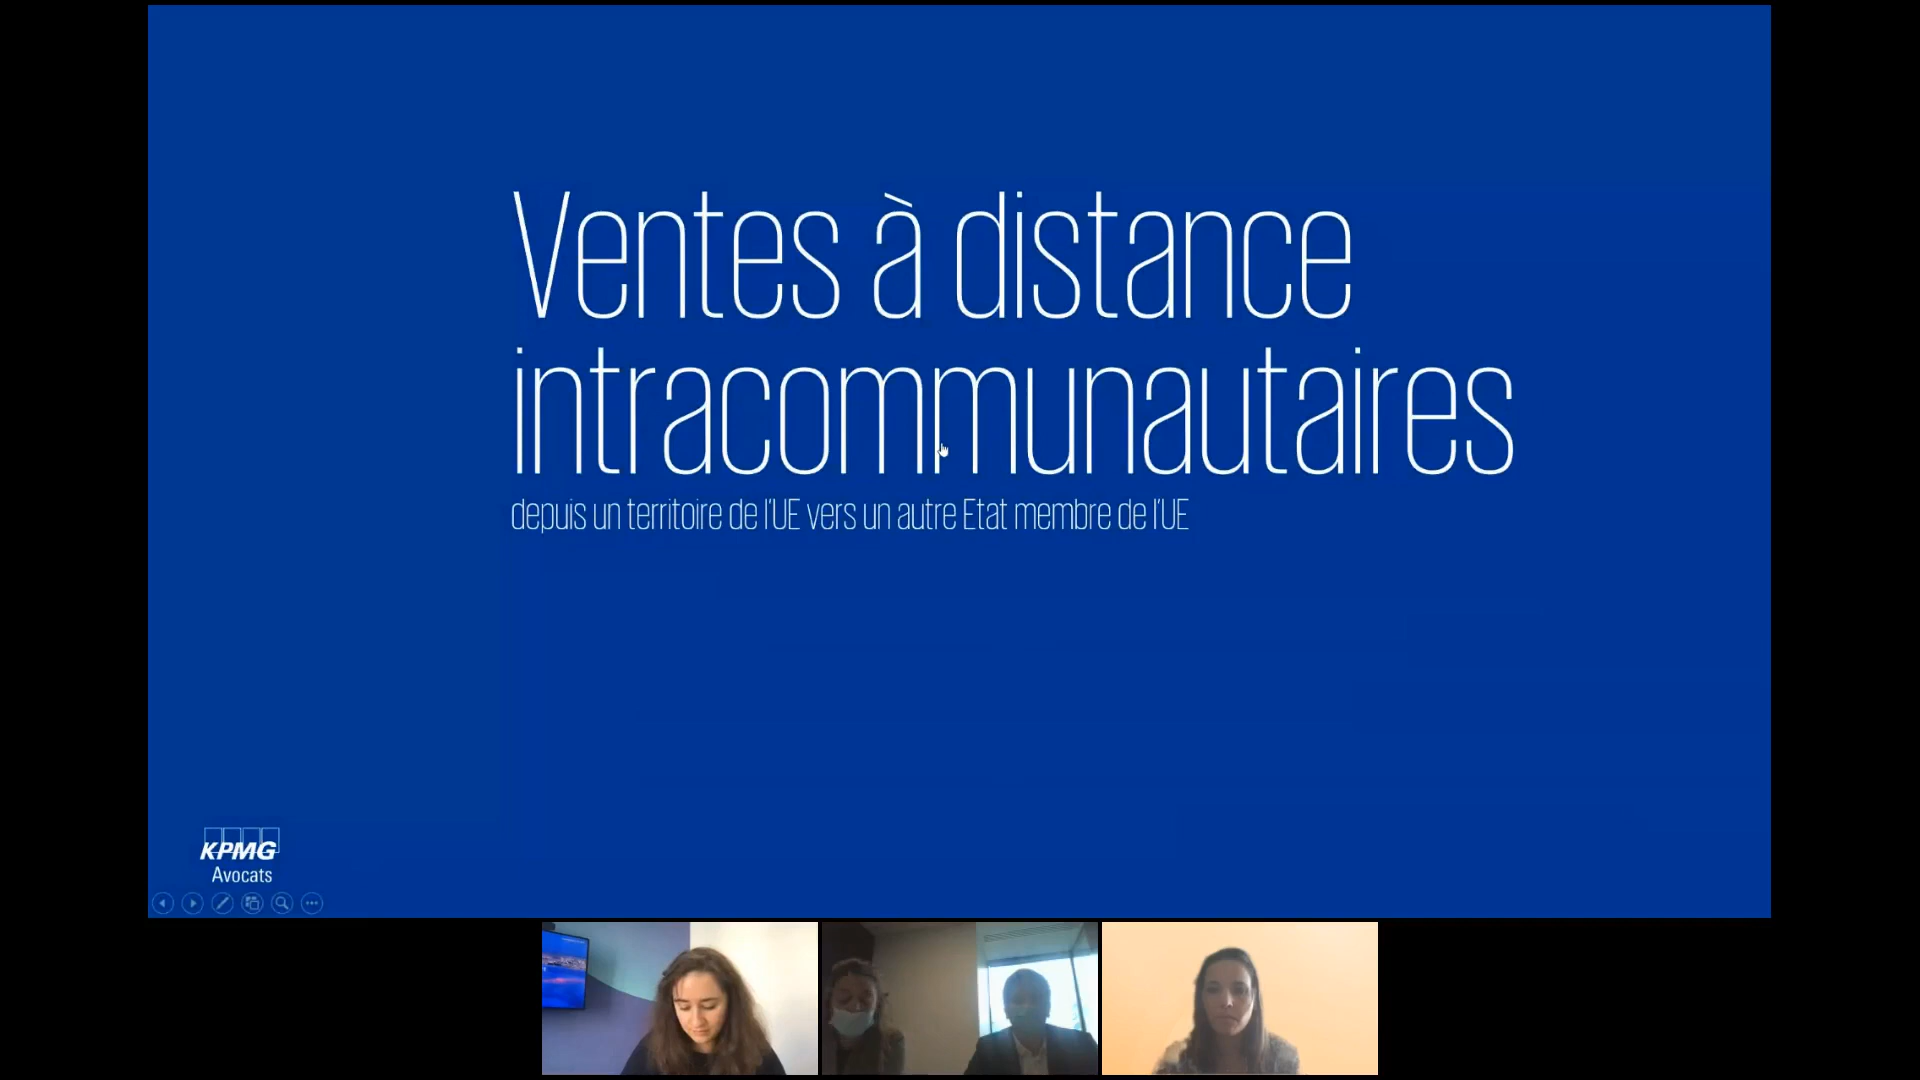 Ventes à distance
intracommunautaires
depuis un territoire de l'UE vers un autre Etat membre de l'UE
KPMG
Avocats